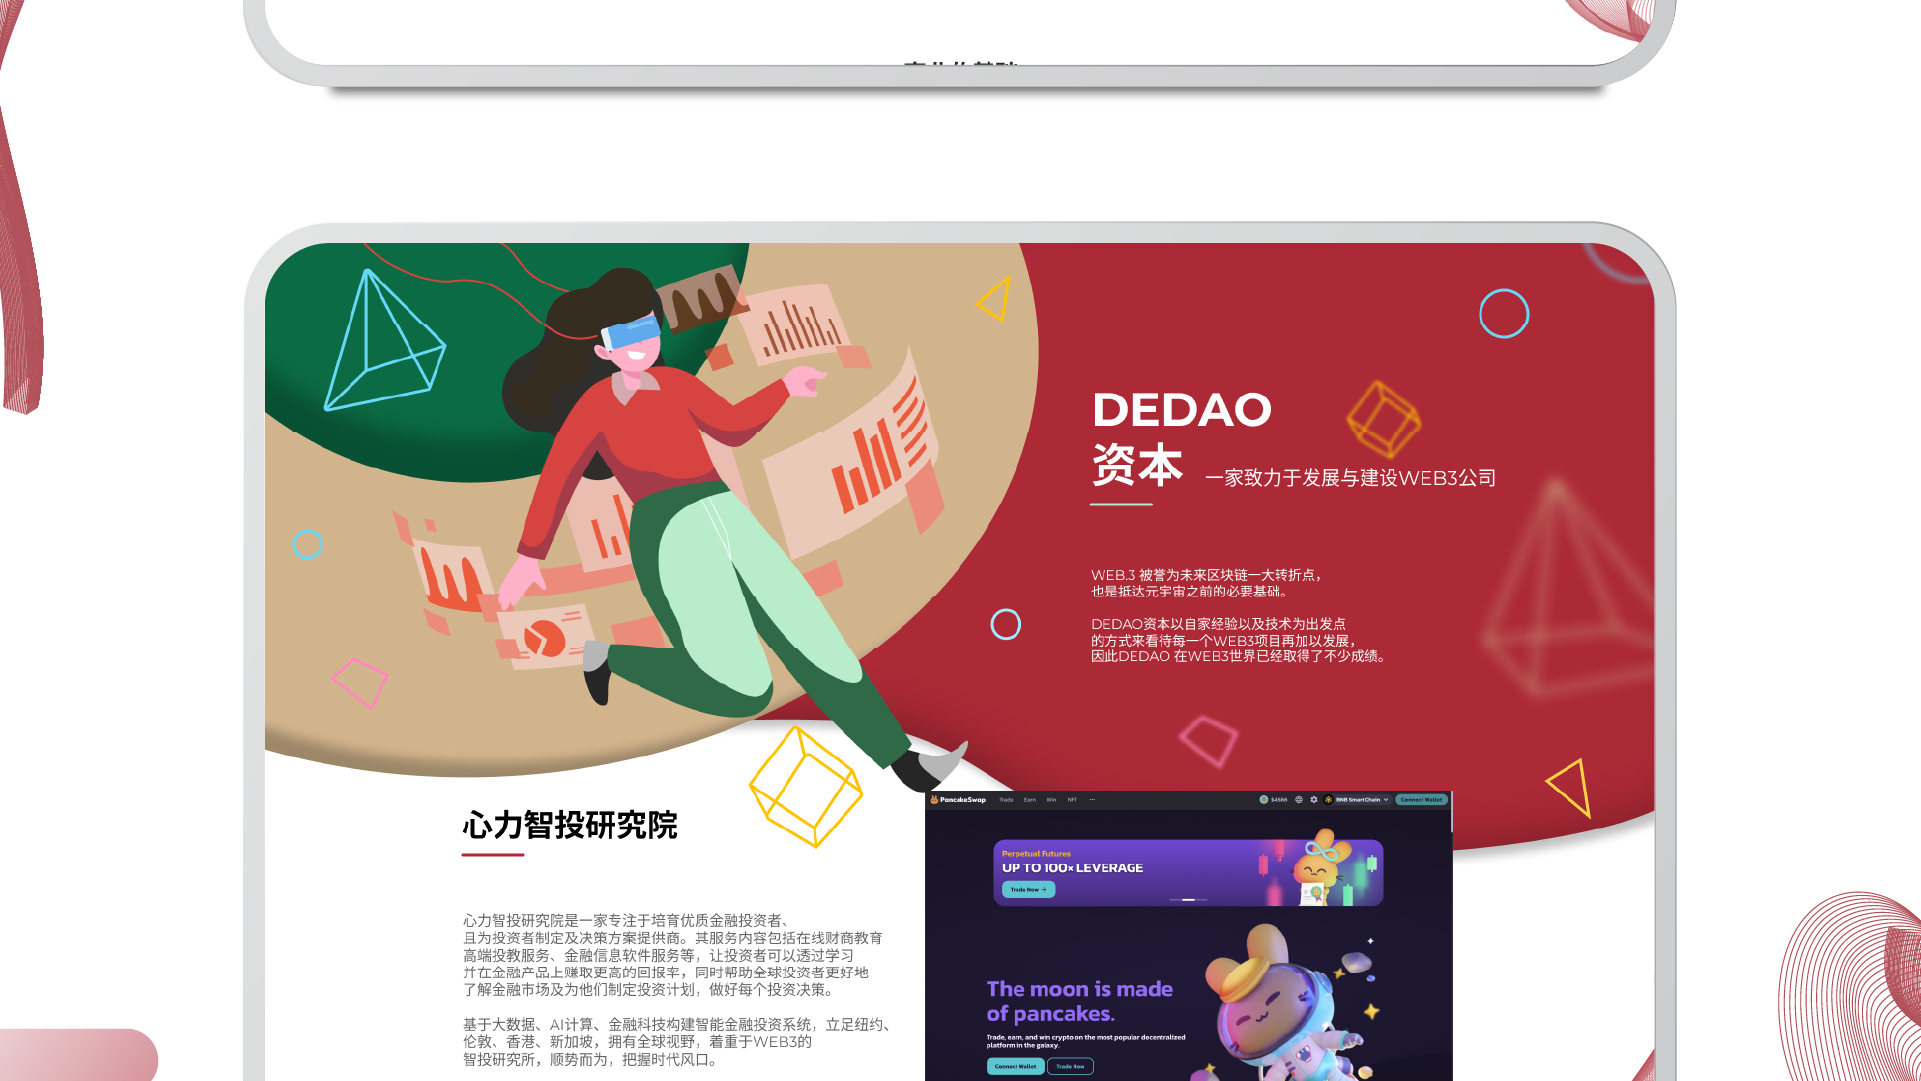 DEDAO
资本 一家致力于发展与建设WEB3公司
WEB.3 被誉为未来区块链一大转折点，
也是抵达元宇宙之前的必要基础。
DEDAO资本以自家经验以及技术为出发点
的方式来看待每一个WEB3项目再加以发展，
因此DEDAO 在WEB3世界已经取得了不少成绩。
心力智投研究院
心力智投研究院是一家专注于培育优质金融投资者、
且为投资者制定及决策方案提供商。其服务内容包括在线财商教育
高端投教服务、金融信息软件服务等，让投资者可以透过学习
并在金融产品上赚取更高的回报率，同时帮助全球投资者更好地
了解金融市场及为他们制定投资计划，做好每个投资决策。
基于大数据、AI计算、金融科技构建智能金融投资系统，立足纽约、
伦敦、香港、新加坡，拥有全球视野，着重于WEB3的
智投研究所，顺势而为，把握时代风口。
PancakeSwap Trade Earn Win NFT ··· $4.566 BNB Smart Chain Connect Wallet
Perpetual Futures
UP TO 100× LEVERAGE
Trade Now →
The moon is made
of pancakes.
Trade, earn, and win crypto on the most popular decentralized
platform in the galaxy.
Connect Wallet Trade Now